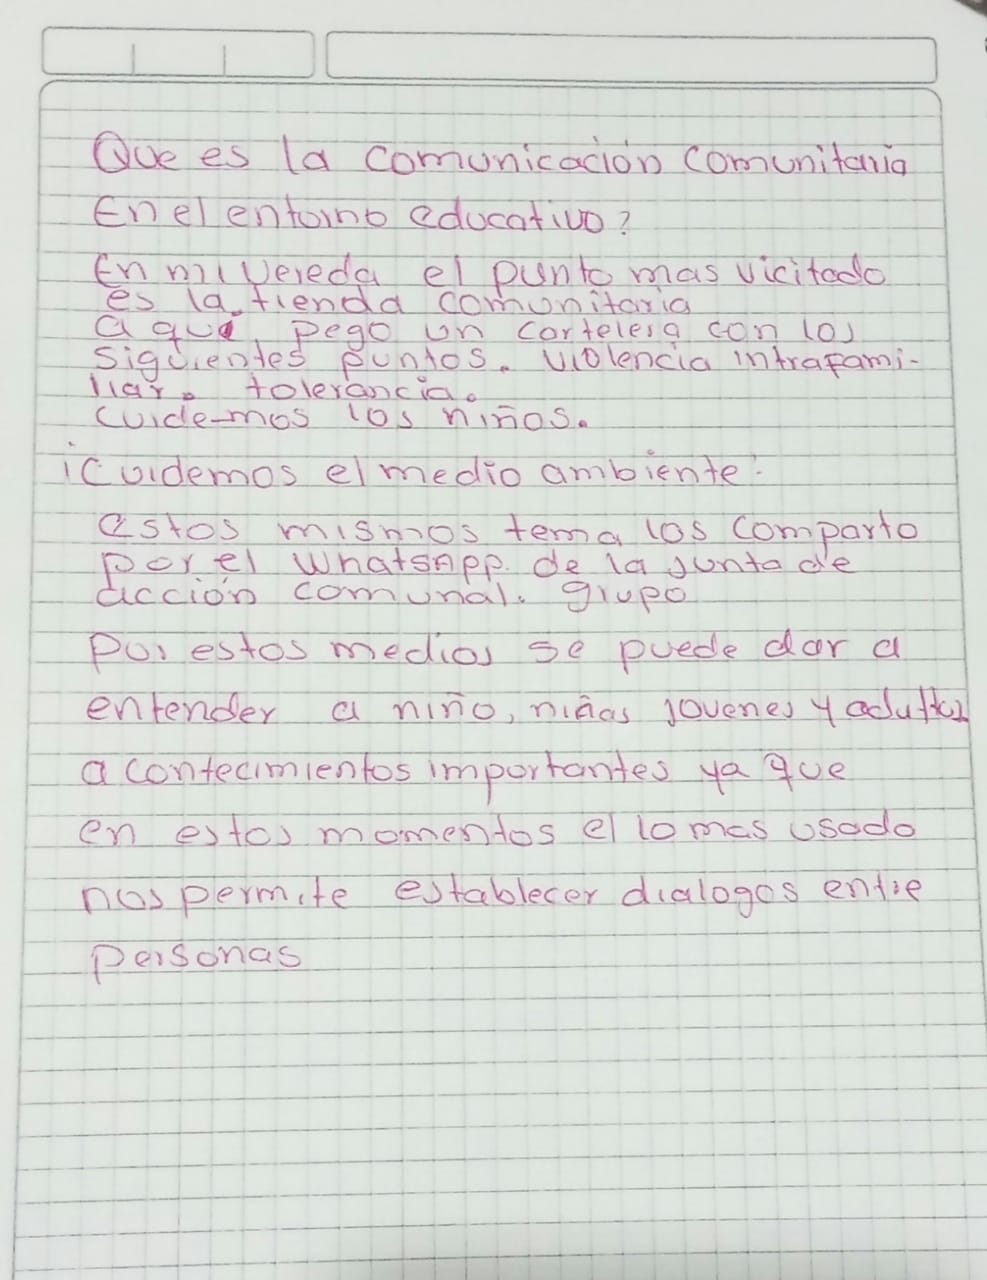 Que es la comunicación comunitaria
En el entorno educativo?
En mi vereda el punto mas vicitado
es la tienda comunitaria
a qui pego un cartelera con los
siguientes puntos. violencia intrafami-
liar. tolerancia.
cuidemos los niños.
¡Cuidemos el medio ambiente!
estos mismos tema los comparto
por el WhatsApp. de la junta de
acción comunal. grupo
por estos medios se puede dar a
entender a niño, niñas jovenes y adultos
a contecimientos importantes ya que
en estos momentos el lo mas usado
nos permite establecer dialogos entre
personas